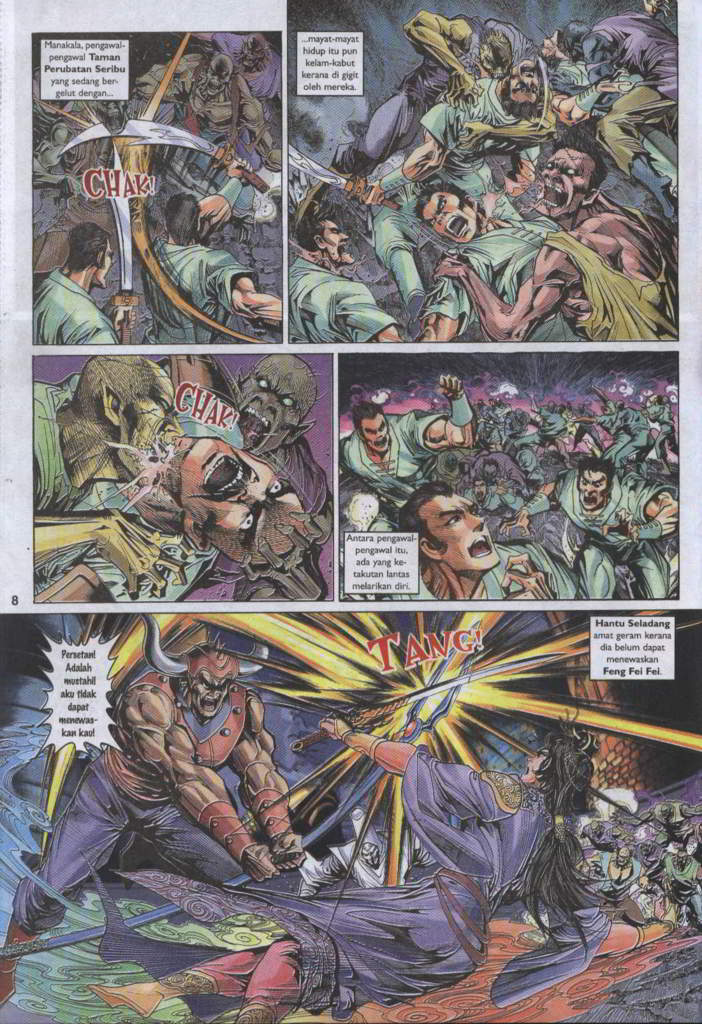 Manakala, pengawal-
pengawal Taman
Perubatan Seribu
yang sedang ber-
gelut dengan...
CHAK!
...mayat-mayat
hidup itu pun
kelam-kabut
kerana di gigit
oleh mereka.
CHAK!
Antara pengawal-
pengawal itu,
ada yang ke-
takutan lantas
melarikan diri.
8
Persetan!
Adalah
mustahil
aku tidak
dapat
menewas-
kan kau!
TANG!
Hantu Seladang
amat geram kerana
dia belum dapat
menewaskan
Feng Fei Fei.